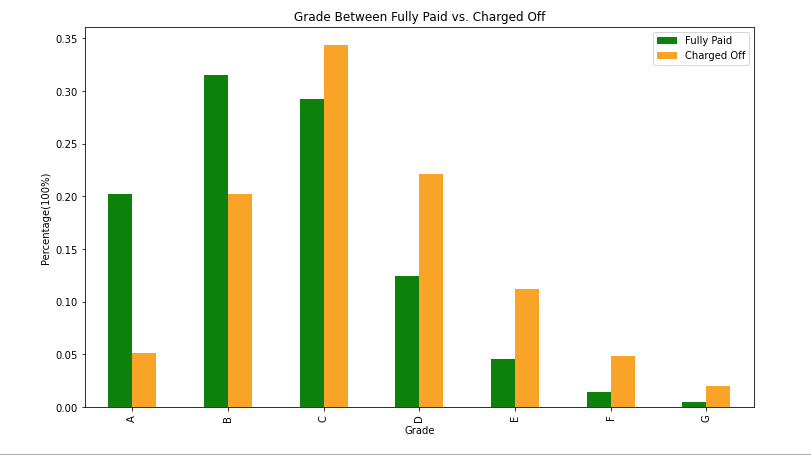 Grade Between Fully Paid vs. Charged Off
Fully Paid
Charged Off
Percentage(100%)
0.35
0.30
0.25
0.20
0.15
0.10
0.05
0.00
A
B
C
D
E
F
G
Grade